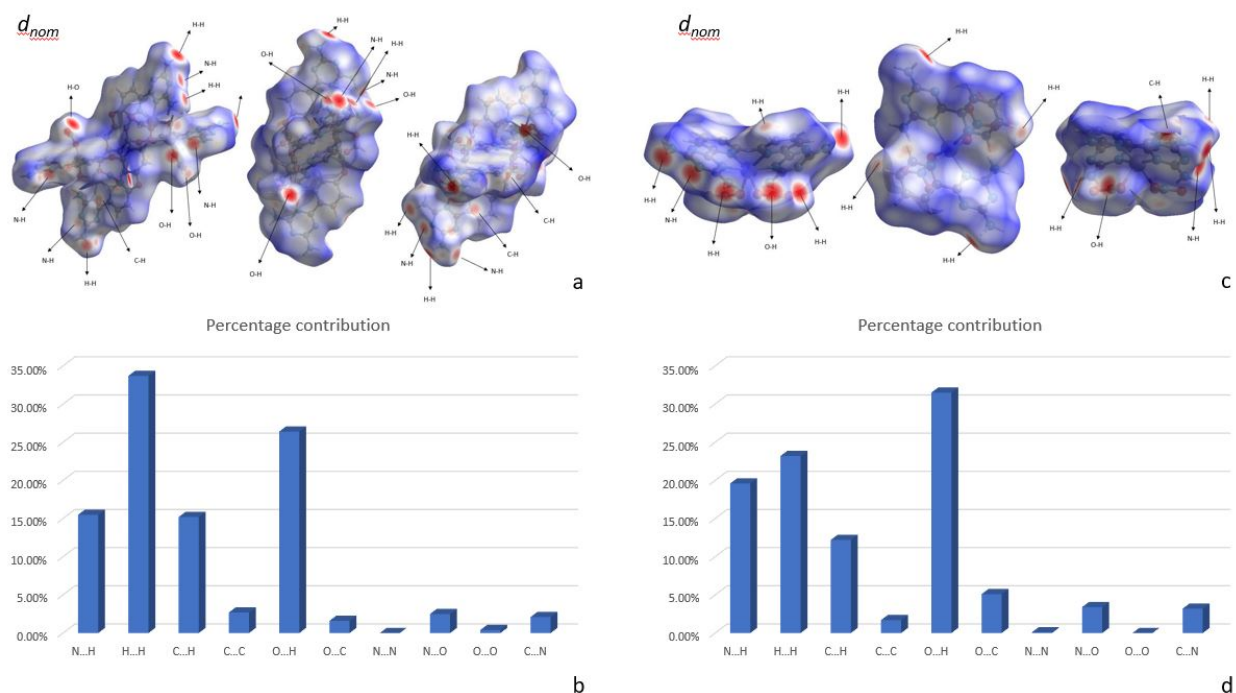 d_nom
H-H
N-H
H-H
H-O
N-H
N-H
H-H
C-H
O-H
O-H
N-H
H-H
N-H
H-H
O-H
N-H
O-H
O-H
H-H
N-H
H-H
N-H
C-H
O-H
a
d_nom
H-H
H-H
H-H
N-H
H-H
O-H
H-H
H-H
H-H
H-H
H-H
C-H
H-H
O-H
N-H
H-H
c
Percentage contribution
35.00%
30.00%
25.00%
20.00%
15.00%
10.00%
5.00%
0.00%
N...H H...H C...H C...C O...H O...C N...N N...O O...O C...N
b
Percentage contribution
35.00%
30.00%
25.00%
20.00%
15.00%
10.00%
5.00%
0.00%
N...H H...H C...H C...C O...H O...C N...N N...O O...O C...N
d